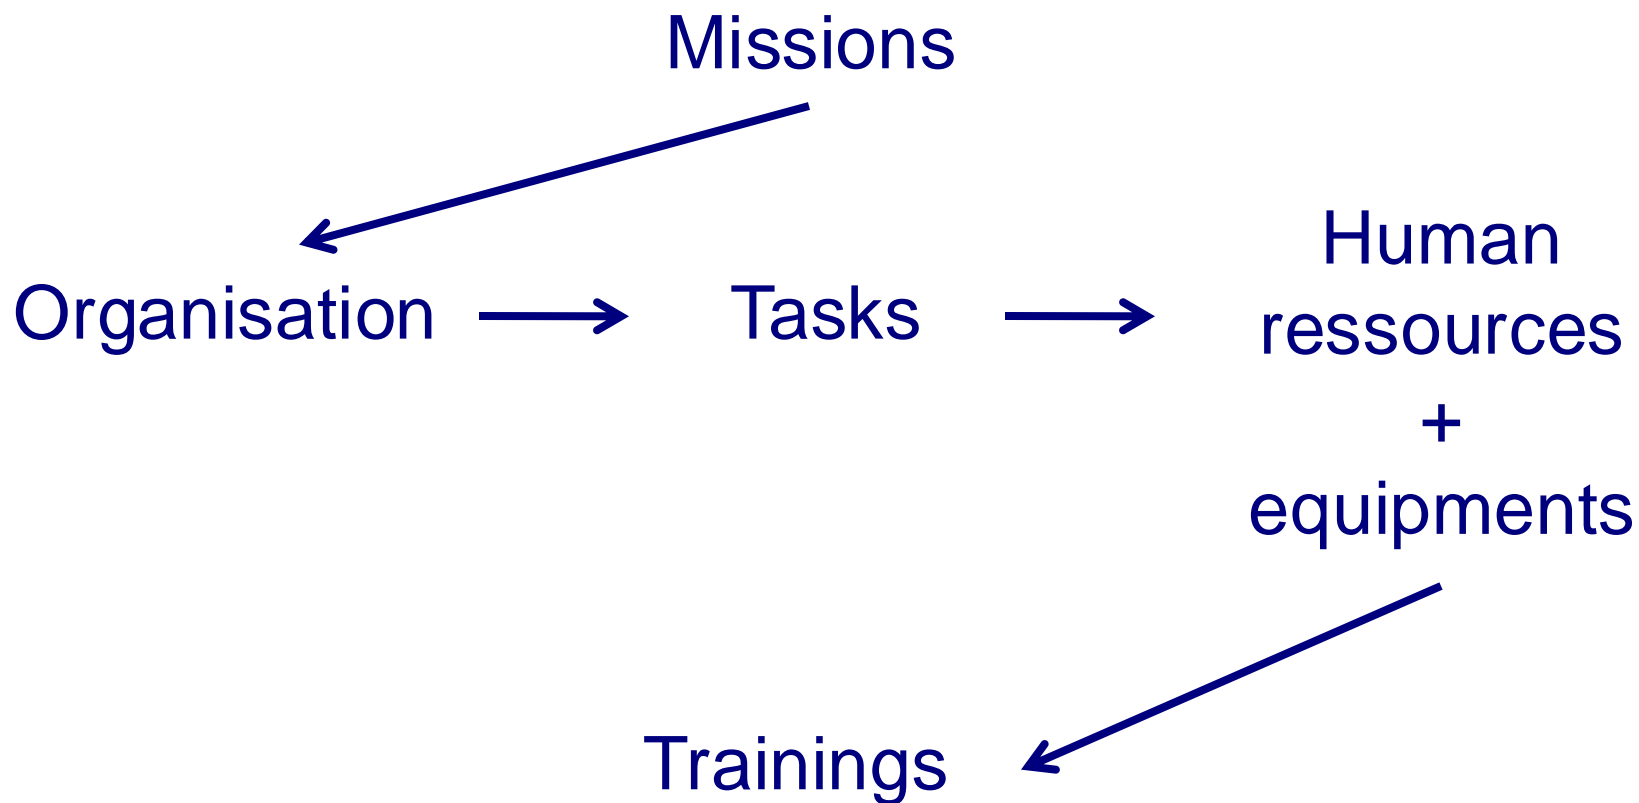 Missions
Organisation
Tasks
Human
ressources
+
equipments
Trainings